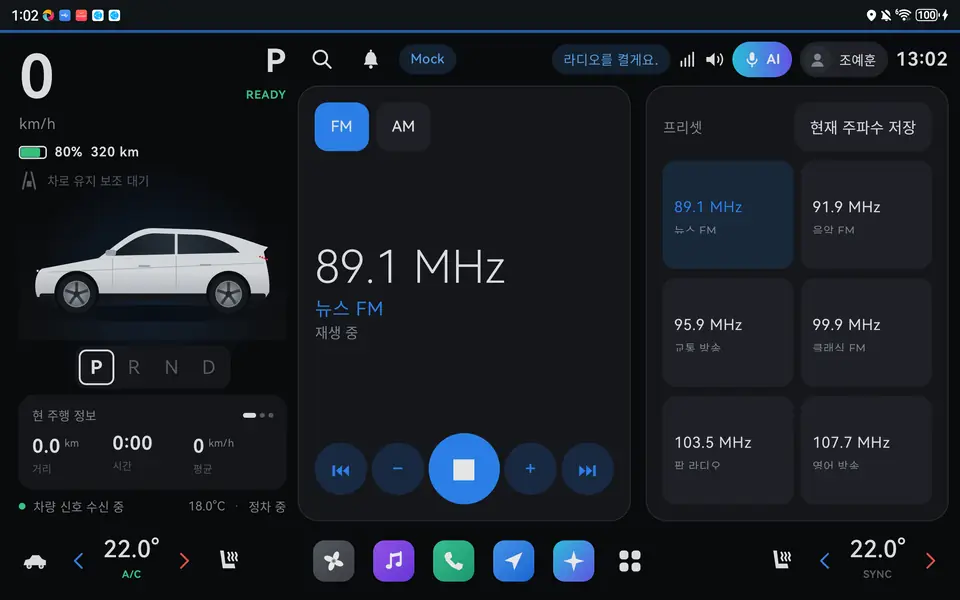 1:02
100
0
km/h
P
READY
80% 320 km
차로 유지 보조 대기
P R N D
현 주행 정보
0.0 km 0:00 0 km/h
거리 시간 평균
차량 신호 수신 중 18.0°C · 정차 중
Mock
라디오를 켤게요.
AI
조예훈
13:02
FM AM
89.1 MHz
뉴스 FM
재생 중
프리셋
현재 주파수 저장
89.1 MHz
뉴스 FM
91.9 MHz
음악 FM
95.9 MHz
교통 방송
99.9 MHz
클래식 FM
103.5 MHz
팝 라디오
107.7 MHz
영어 방송
22.0°
A/C
22.0°
SYNC